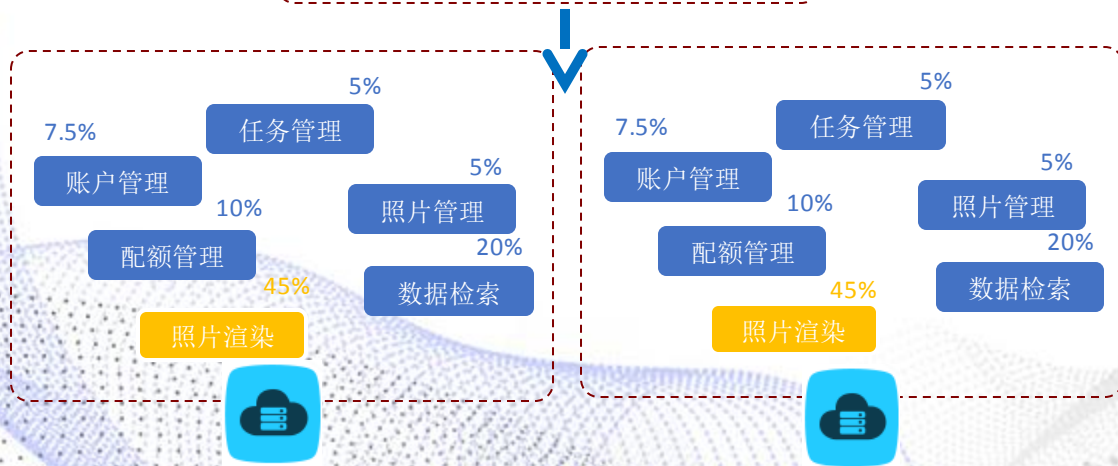 5%
任务管理
7.5%
账户管理
5%
照片管理
10%
配额管理
20%
数据检索
45%
照片渲染
5%
任务管理
7.5%
账户管理
5%
照片管理
10%
配额管理
20%
数据检索
45%
照片渲染